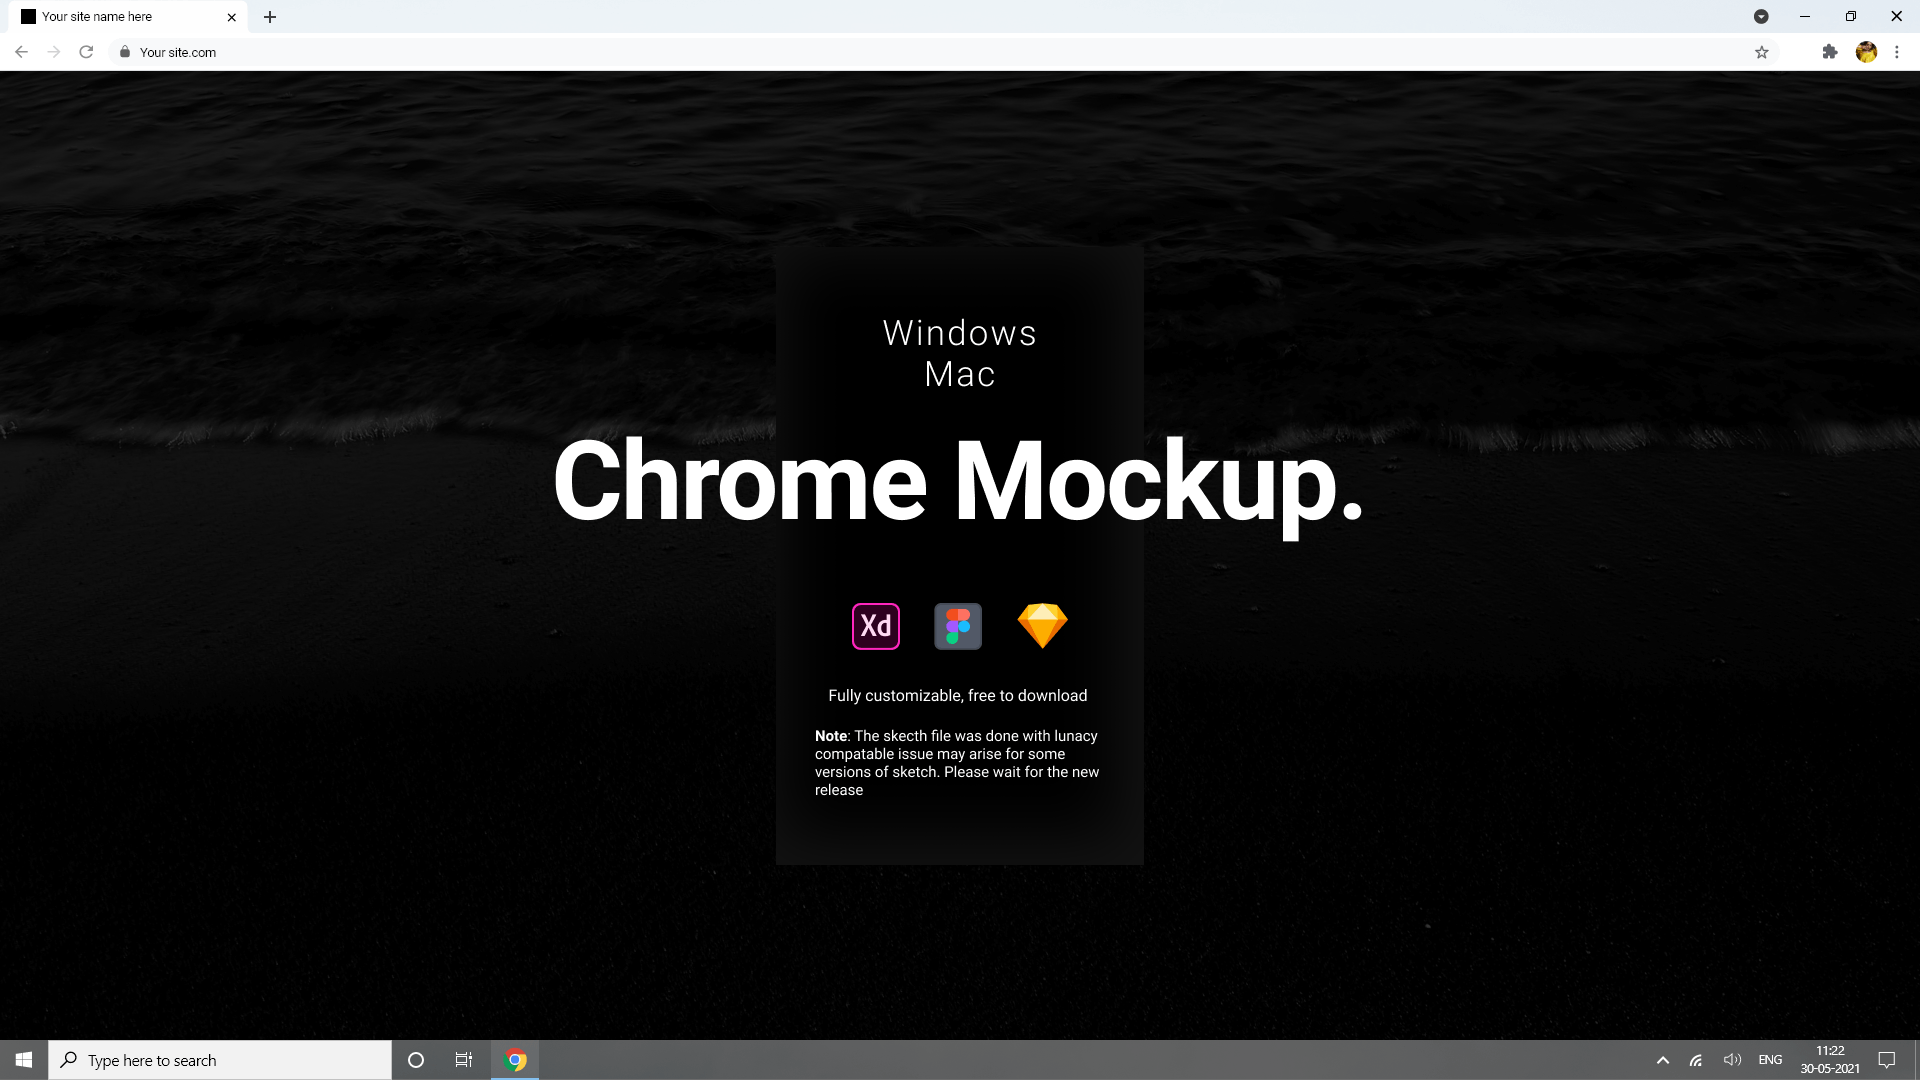 Your site name here
Your site.com
Windows
Mac
Chrome Mockup.
Xd
Fully customizable, free to download
Note: The skecth file was done with lunacy
compatable issue may arise for some
versions of sketch. Please wait for the new
release
Type here to search
ENG
11:22
30-05-2021